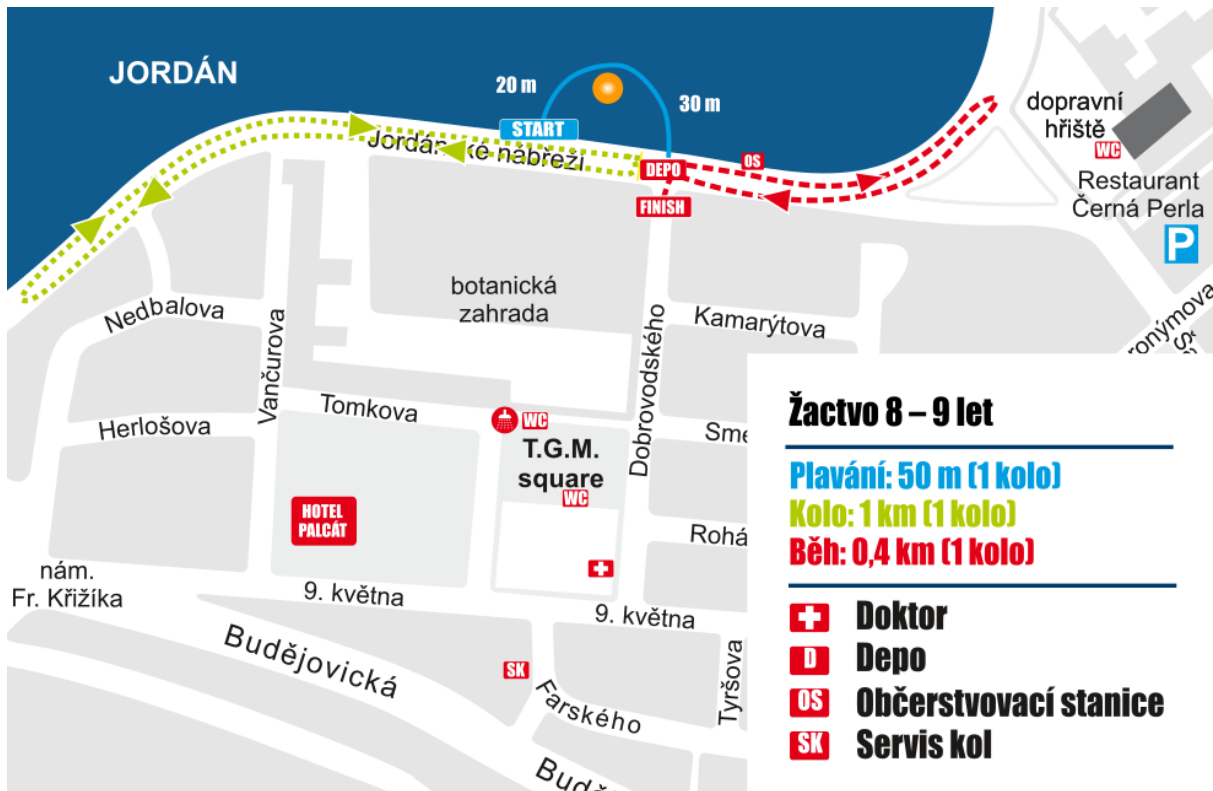 JORDÁN
20 m
30 m
START
Jordánské nábřeží
DEPO
OS
FINISH
dopravní
hřiště
WC
Restaurant
Černá Perla
P
botanická
zahrada
Nedbalova
Vančurova
Dobrovodského
Kamarýtova
Tomkova
Herlošova
WC
T.G.M.
square
WC
HOTEL
PALCÁT
nám.
Fr. Křižíka
9. května
9. května
Budějovická
SK
Farského
Tyršova
Žactvo 8 – 9 let
Plavání: 50 m (1 kolo)
Kolo: 1 km (1 kolo)
Běh: 0,4 km (1 kolo)
Doktor
D Depo
OS Občerstvovací stanice
SK Servis kol